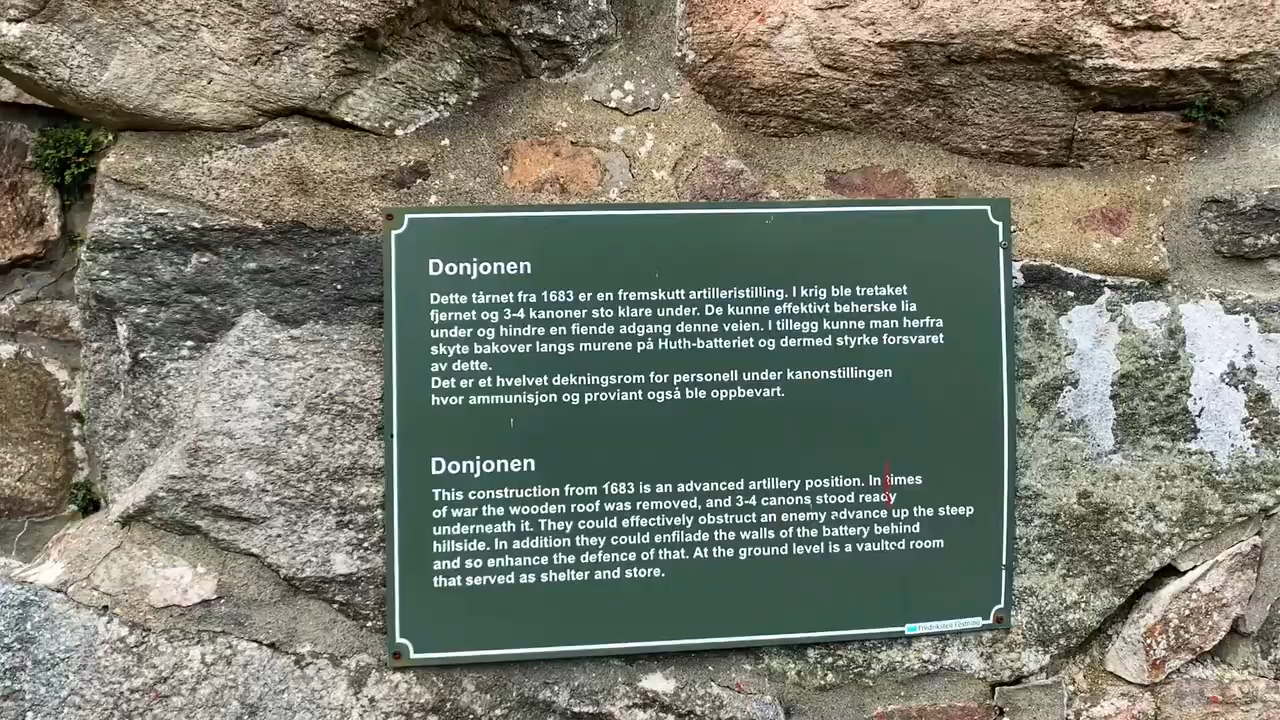 Donjonen
Dette tårnet fra 1683 er en fremskutt artilleristilling. I krig ble tretaket
fjernet og 3-4 kanoner sto klare under. De kunne effektivt beherske lia
under og hindre en fiende adgang denne veien. I tillegg kunne man herfra
skyte bakover langs murene på Huth-batteriet og dermed styrke forsvaret
av dette.
Det er et hvelvet dekningsrom for personell under kanonstillingen
hvor ammunisjon og proviant også ble oppbevart.
Donjonen
This construction from 1683 is an advanced artillery position. In times
of war the wooden roof was removed, and 3-4 canons stood ready
underneath it. They could effectively obstruct an enemy advance up the steep
hillside. In addition they could enfilade the walls of the battery behind
and so enhance the defence of that. At the ground level is a vaulted room
that served as shelter and store.
Fredriksten Festning